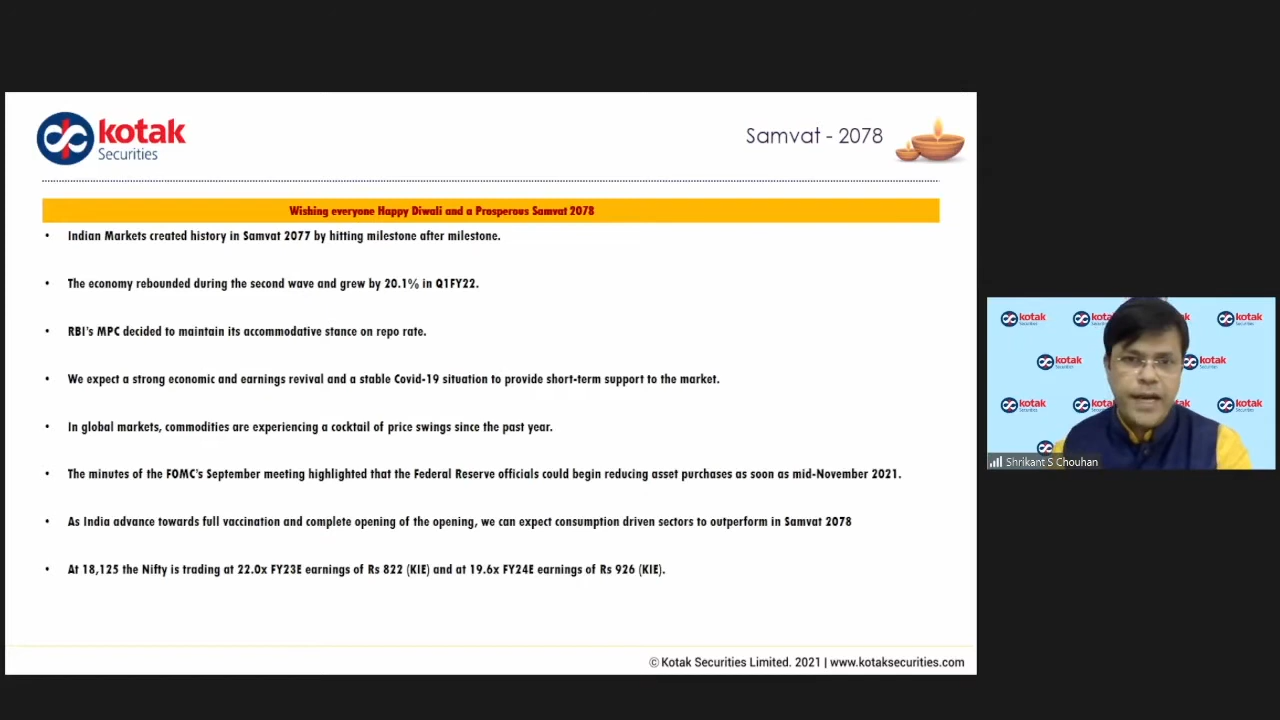 kotak
Securities
Samvat - 2078
Wishing everyone Happy Diwali and a Prosperous Samvat 2078
• Indian Markets created history in Samvat 2077 by hitting milestone after milestone.
• The economy rebounded during the second wave and grew by 20.1% in Q1FY22.
• RBI's MPC decided to maintain its accommodative stance on repo rate.
• We expect a strong economic and earnings revival and a stable Covid-19 situation to provide short-term support to the market.
• In global markets, commodities are experiencing a cocktail of price swings since the past year.
• The minutes of the FOMC's September meeting highlighted that the Federal Reserve officials could begin reducing asset purchases as soon as mid-November 2021.
• As India advance towards full vaccination and complete opening of the opening, we can expect consumption driven sectors to outperform in Samvat 2078
• At 18,125 the Nifty is trading at 22.0x FY23E earnings of Rs 822 (KIE) and at 19.6x FY24E earnings of Rs 926 (KIE).
© Kotak Securities Limited. 2021 | www.kotaksecurities.com
kotak
kotak
kotak
kotak
kotak
kotak
kotak
Shrikant S Chouhan